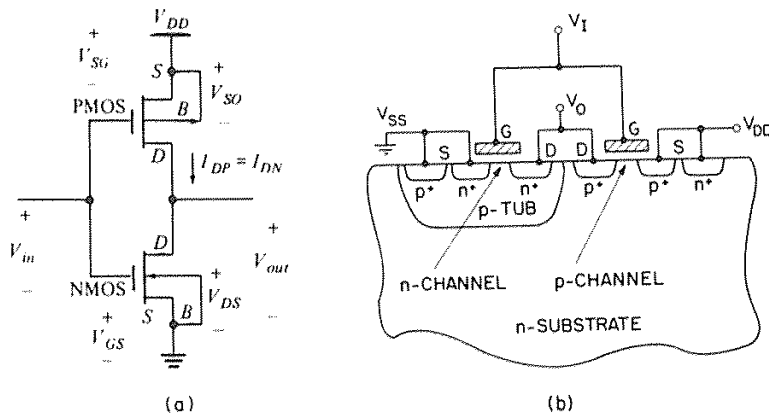 V_DD
+
V_SG
–
S
+
V_SO
–
PMOS
B
D
I_DP = I_DN
+
V_in
–
D
+
V_out
–
NMOS
+
V_DS
–
S
B
+
V_GS
–
(a)
V_I
V_SS
V_O
V_DD
G
G
S
D
D
S
p+
n+
n+
p+
p+
n+
p-TUB
n-CHANNEL
p-CHANNEL
n-SUBSTRATE
(b)